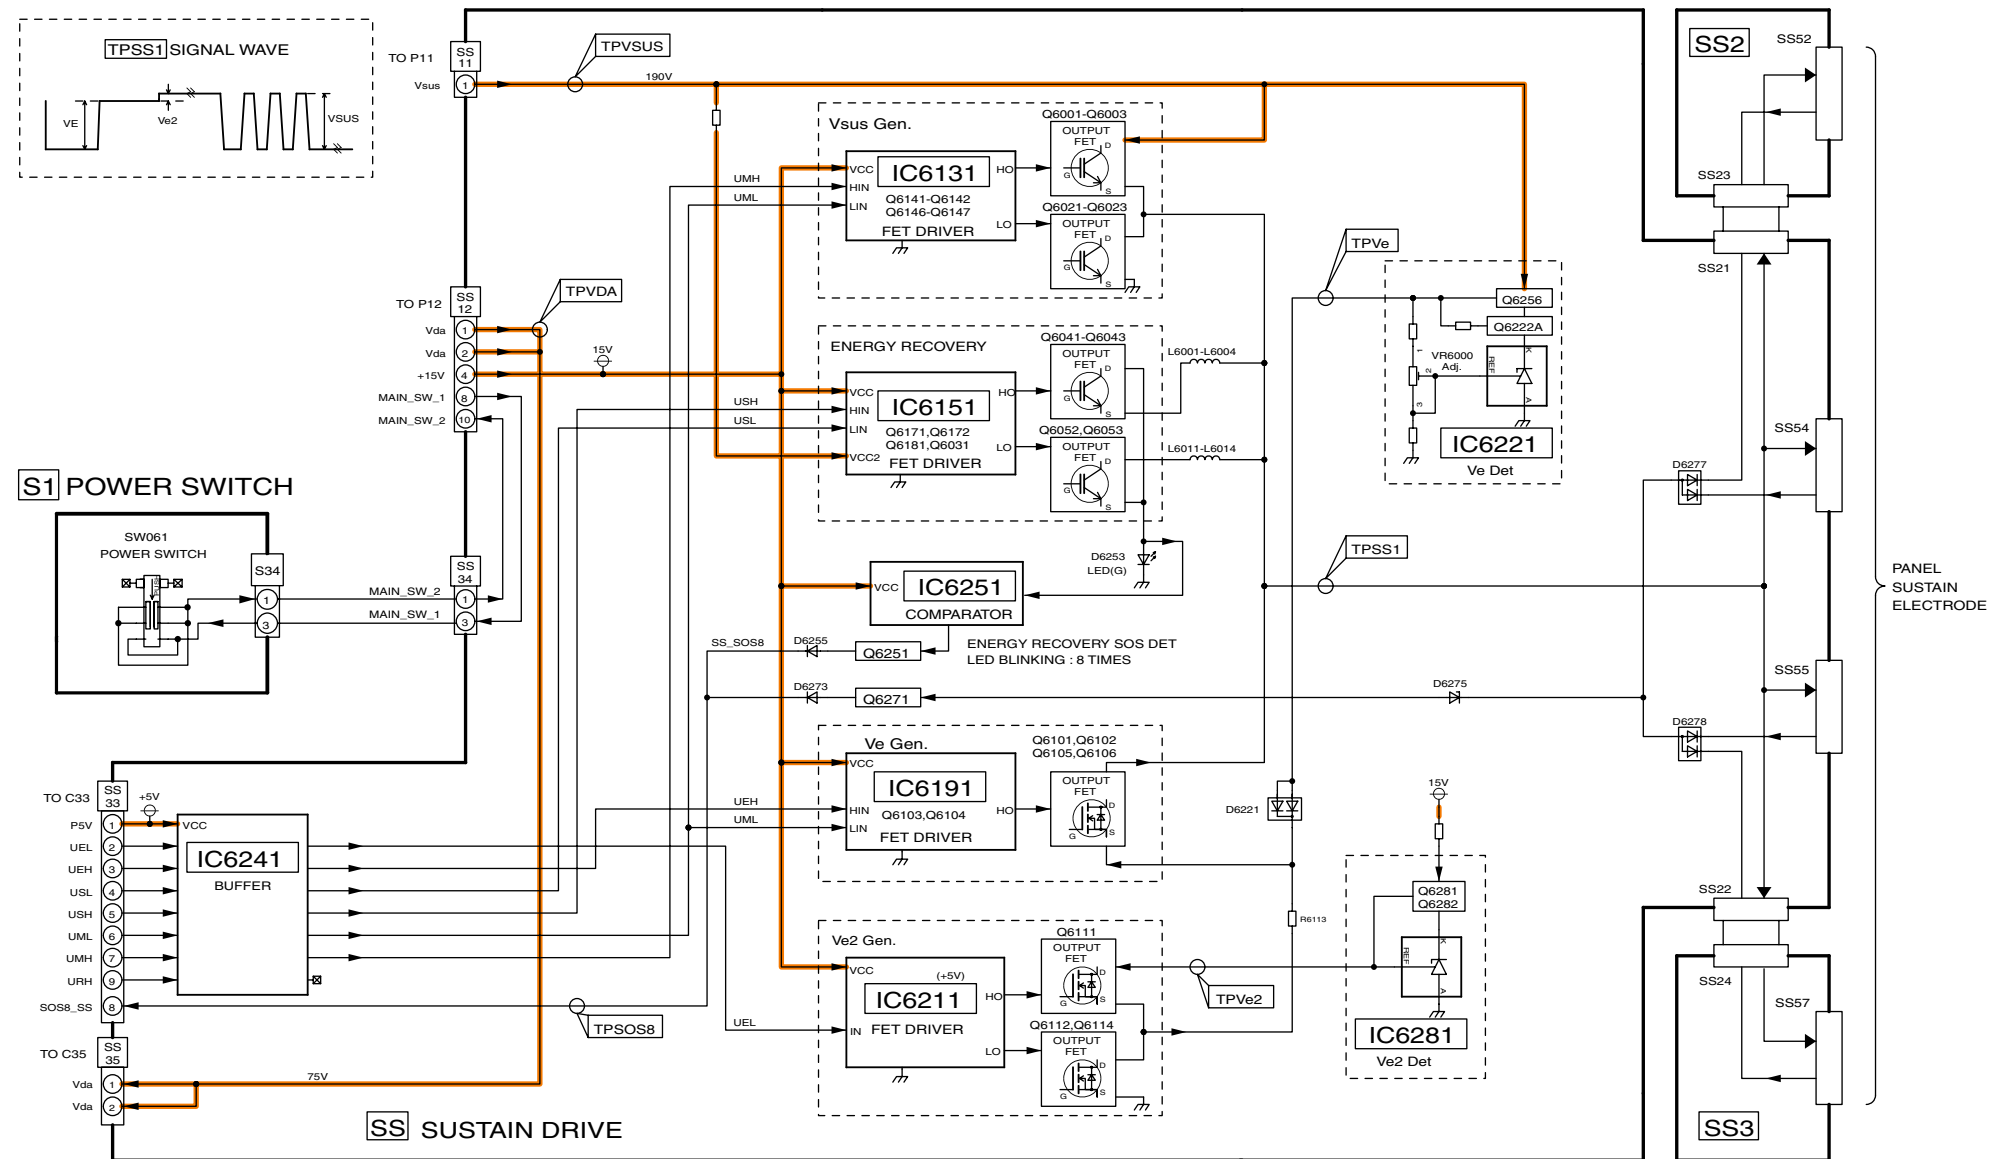 TPSS1 SIGNAL WAVE
VE
Ve2
VSUS
TO P11
SS
11
Vsus
1
TPVSUS
190V
Vsus Gen.
VCC
HIN
LIN
IC6131
Q6141-Q6142
Q6146-Q6147
FET DRIVER
HO
LO
Q6001-Q6003
OUTPUT
FET
D
G
S
Q6021-Q6023
OUTPUT
FET
D
G
S
UMH
UML
TO P12
SS
12
Vda
1
Vda
2
+15V
4
MAIN_SW_1
8
MAIN_SW_2
10
TPVDA
15V
ENERGY RECOVERY
VCC
HIN
LIN
VCC2
IC6151
Q6171,Q6172
Q6181,Q6031
FET DRIVER
HO
LO
Q6041-Q6043
OUTPUT
FET
D
G
S
Q6052,Q6053
OUTPUT
FET
D
G
S
USH
USL
L6001-L6004
L6011-L6014
TPVe
Q6256
Q6222A
VR6000
Adj.
1
2
3
REF
K
A
IC6221
Ve Det
SS2
SS52
SS23
SS21
SS54
D6277
S1 POWER SWITCH
SW061
POWER SWITCH
PUSH
S34
1
3
MAIN_SW_2
MAIN_SW_1
SS
34
1
3
D6253
LED(G)
VCC
IC6251
COMPARATOR
TPSS1
PANEL
SUSTAIN
ELECTRODE
SS_SOS8
D6255
Q6251
ENERGY RECOVERY SOS DET
LED BLINKING : 8 TIMES
D6273
Q6271
D6275
SS55
D6278
TO C33
SS
33
+5V
P5V
1
UEL
2
UEH
3
USL
4
USH
5
UML
6
UMH
7
URH
9
SOS8_SS
8
VCC
IC6241
BUFFER
TPSOS8
UEH
UML
Ve Gen.
VCC
HIN
LIN
IC6191
Q6103,Q6104
FET DRIVER
HO
Q6101,Q6102
Q6105,Q6106
OUTPUT
FET
D
G
S
D6221
R6113
15V
Q6281
Q6282
REF
K
A
IC6281
Ve2 Det
Ve2 Gen.
VCC
(+5V)
IC6211
IN
FET DRIVER
HO
LO
UEL
Q6111
OUTPUT
FET
D
G
S
Q6112,Q6114
OUTPUT
FET
D
G
S
TPVe2
SS22
SS24
SS57
SS3
TO C35
SS
35
Vda
1
Vda
2
75V
SS SUSTAIN DRIVE